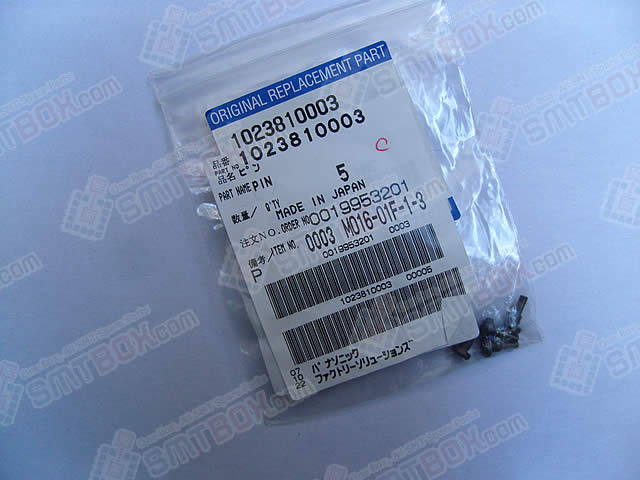 ORIGINAL REPLACEMENT PART
1023810003
品番
PART NO. 1023810003
品名 ピン
PART NAME PIN
数量/Q'TY 5
MADE IN JAPAN
注文NO. ORDER NO 0019953201
備考/ITEM NO. 0003 M016-01F-1-3
P 0019953201 0003
1023810003 00005
07 パナソニック
10 ファクトリーソリューションズ
22
C
SMTBOX.COM